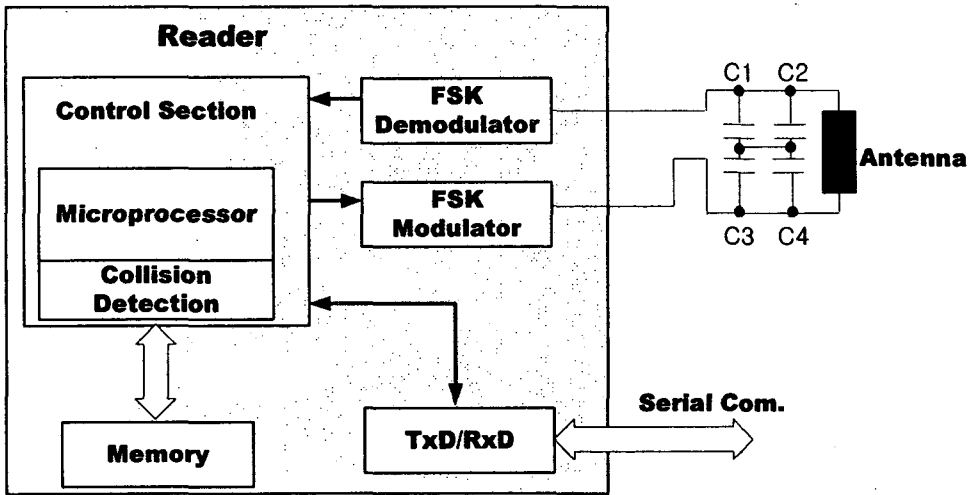 Reader
Control Section
FSK
Demodulator
C1 C2
Antenna
Microprocessor
FSK
Modulator
C3 C4
Collision
Detection
Serial Com.
Memory
TxD/RxD